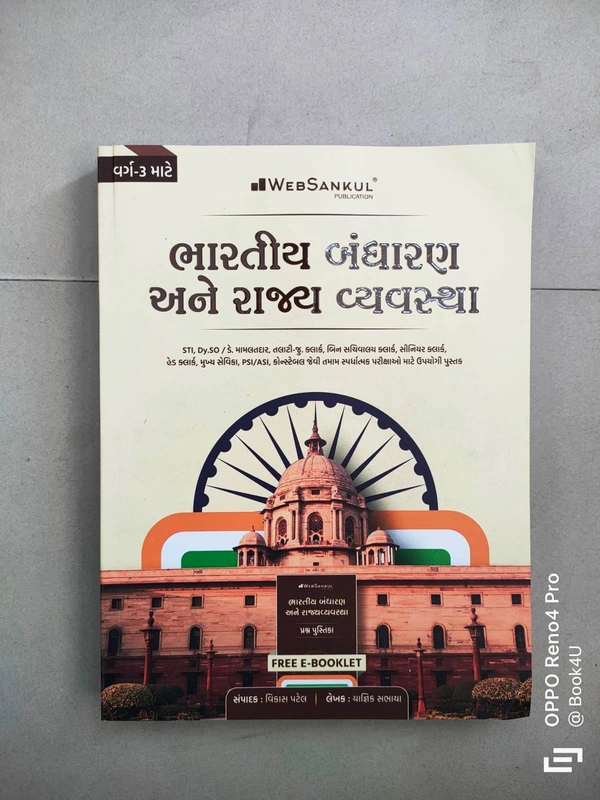 વર્ગ-૩ માટે
WEBSANKUL®
PUBLICATION
ભારતીય બંધારણ
અને રાજ્ય વ્યવસ્થા
STI, Dy.SO / ડે. મામલતદાર, તલાટી-જુ. ક્લાર્ક, બિન સચિવાલય ક્લાર્ક, સીનિયર ક્લાર્ક,
હેડ ક્લાર્ક, મુખ્ય સેવિકા, PSI/ASI, કોન્સ્ટેબલ જેવી તમામ સ્પર્ધાત્મક પરીક્ષાઓ માટે ઉપયોગી પુસ્તક
WEBSANKUL
ભારતીય બંધારણ
અને રાજ્યવ્યવસ્થા
પ્રશ્ન પુસ્તિકા
FREE E-BOOKLET
સંપાદક : વિકાસ પટેલ | લેખક : યાજ્ઞિક સભાયા
OPPO Reno4 Pro
@ Book4U